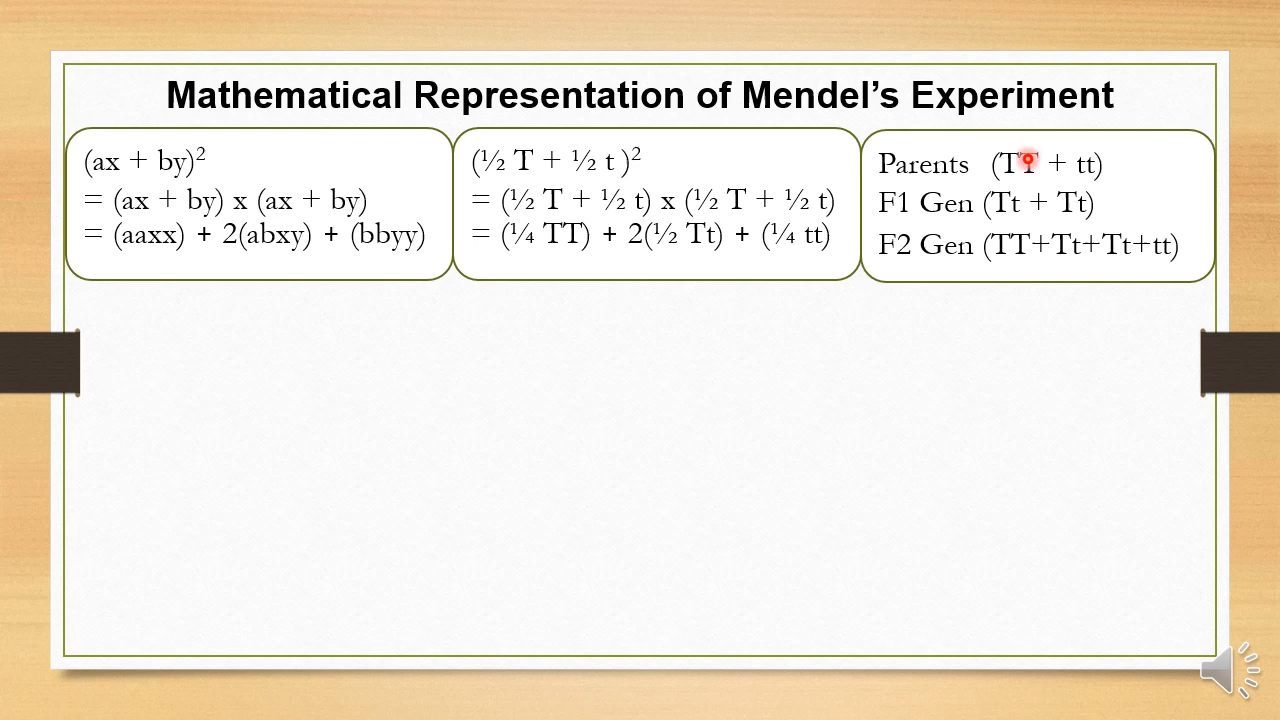 Mathematical Representation of Mendel’s Experiment
(ax + by)²
= (ax + by) x (ax + by)
= (aaxx) + 2(abxy) + (bbyy)
(½ T + ½ t )²
= (½ T + ½ t) x (½ T + ½ t)
= (¼ TT) + 2(½ Tt) + (¼ tt)
Parents (TT + tt)
F1 Gen (Tt + Tt)
F2 Gen (TT+Tt+Tt+tt)